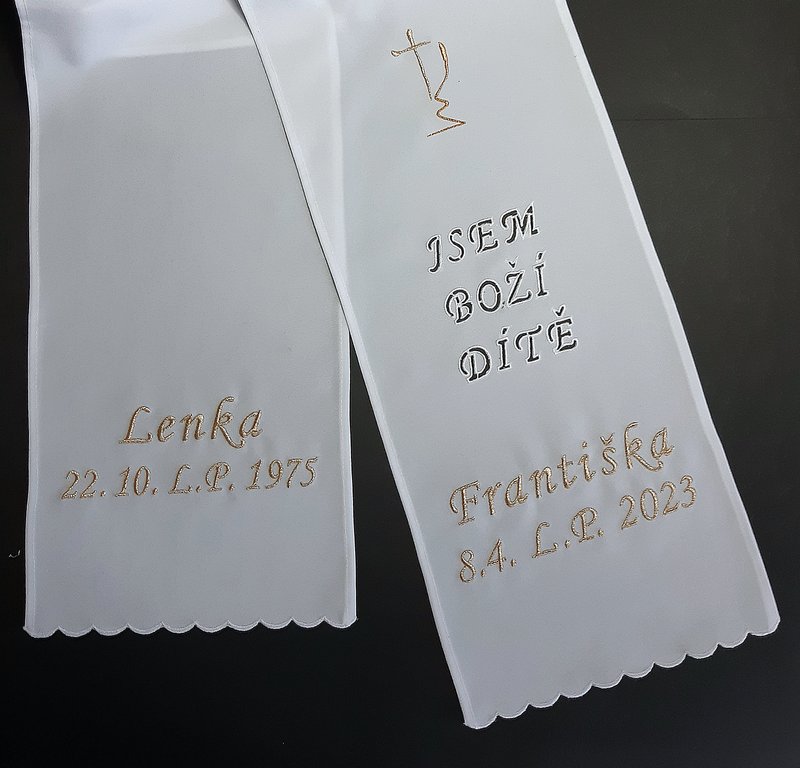 Lenka
22. 10. L.P. 1975
JSEM
BOŽÍ
DÍTĚ
Františka
8.4. L.P. 2023